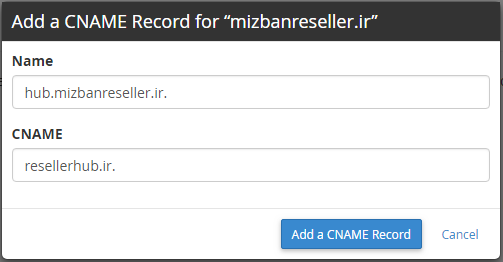 Add a CNAME Record for “mizbanreseller.ir”
Name
hub.mizbanreseller.ir.
CNAME
resellerhub.ir.
Add a CNAME Record
Cancel